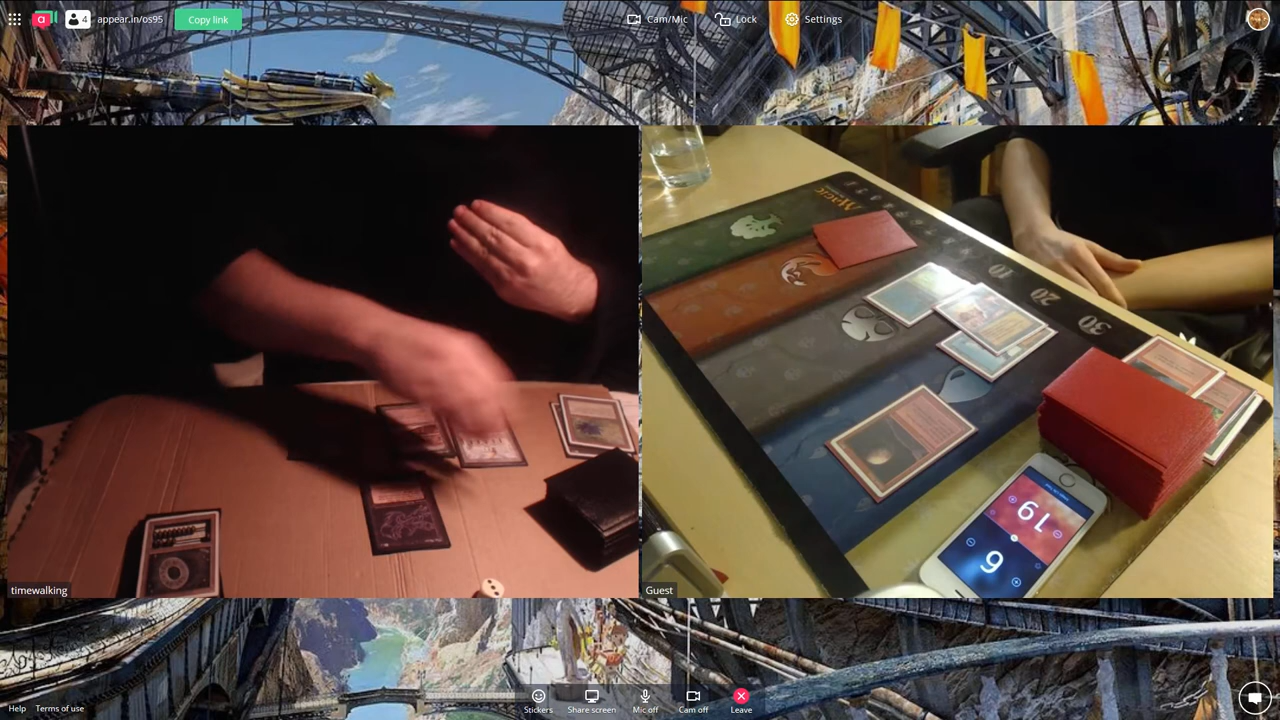 4
appear.in/os95
Copy link
Cam/Mic
Lock
Settings
MAGIC
10
20
30
19
6
timewalking
Guest
Help
Terms of use
Stickers
Share screen
Mic off
Cam off
Leave